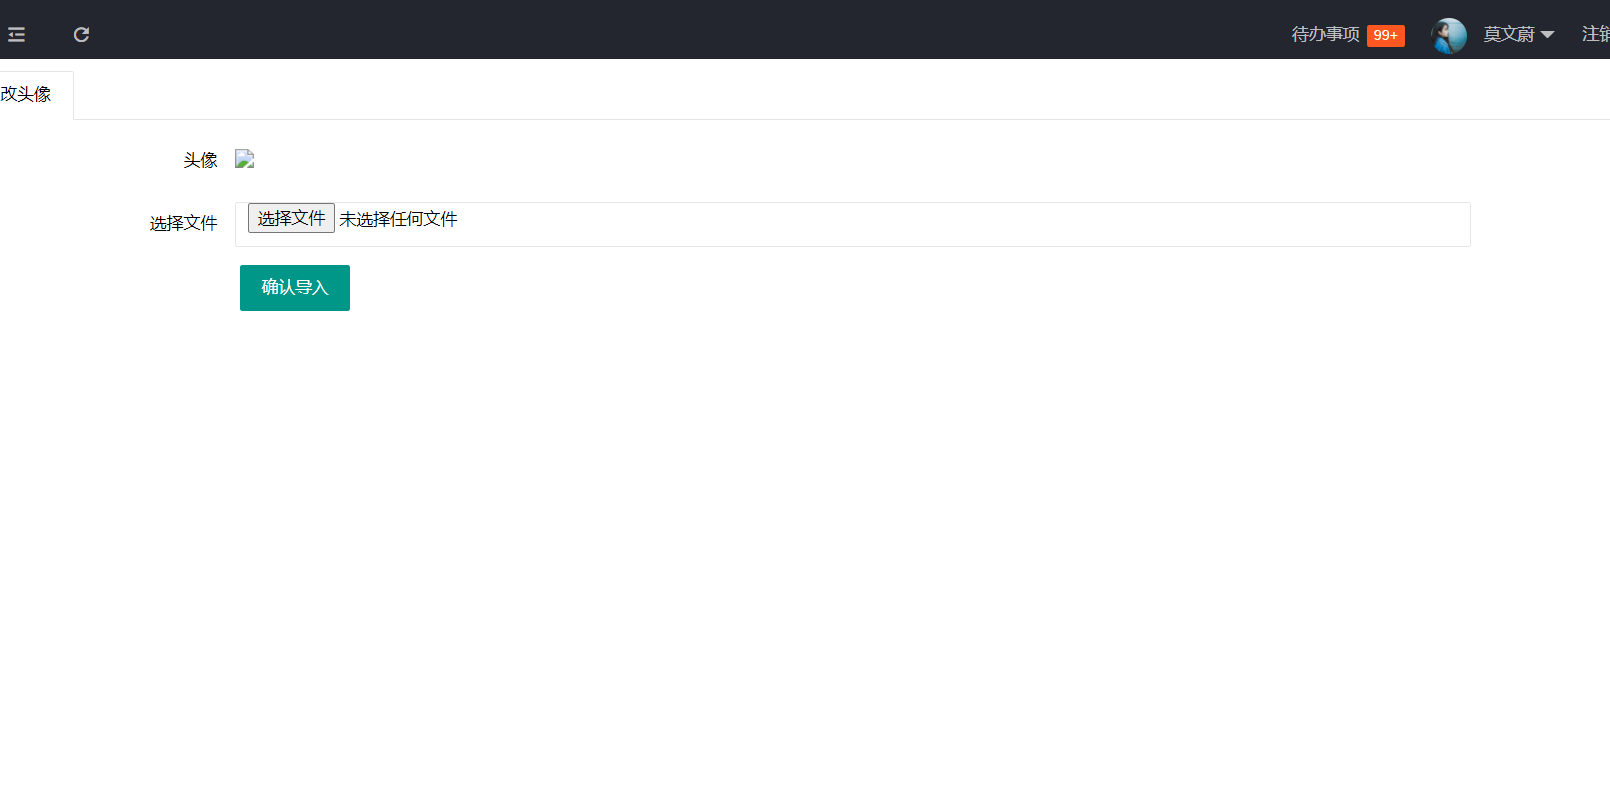 待办事项 99+ 莫文蔚 注销
改头像
头像
选择文件 选择文件 未选择任何文件
确认导入